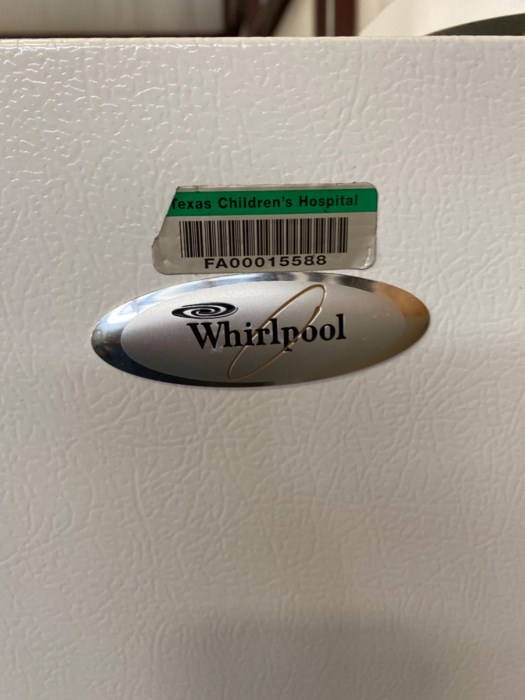 Texas Children's Hospital
FA00015588
Whirlpool